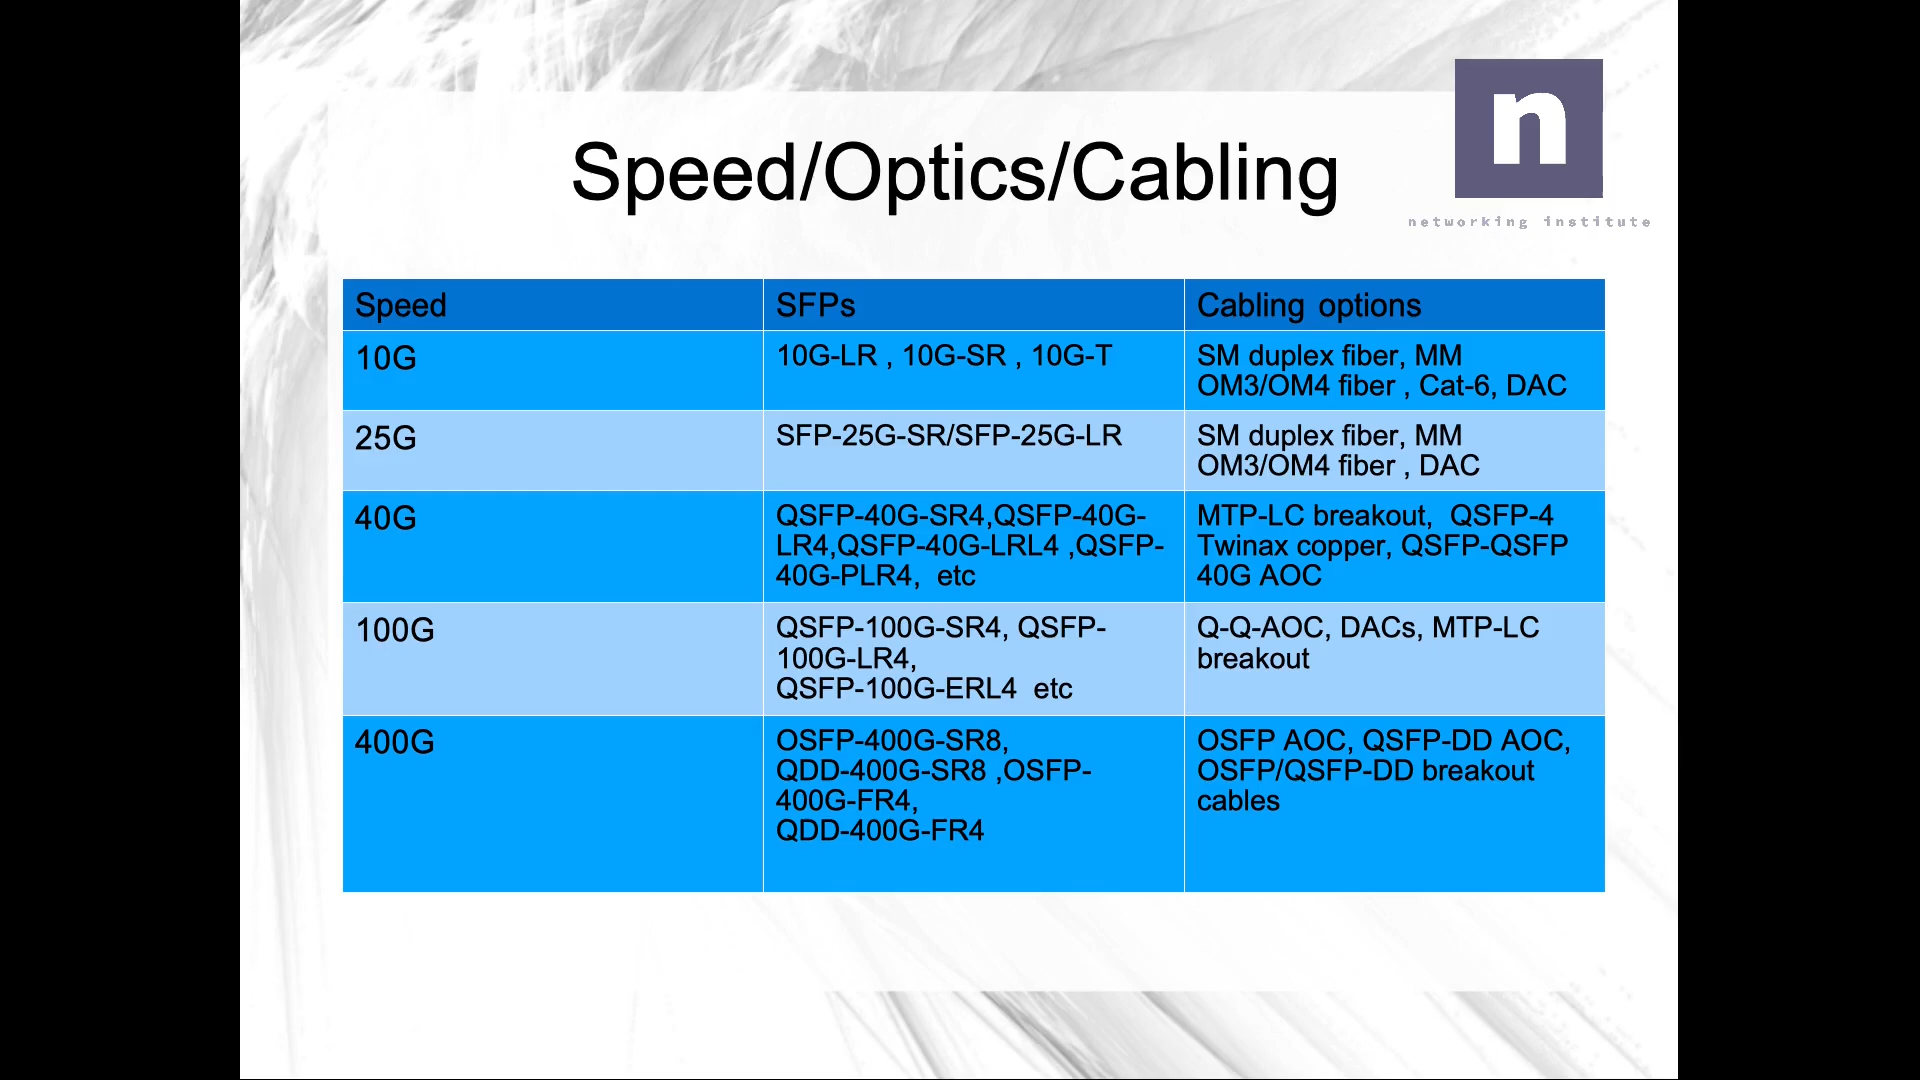 Speed/Optics/Cabling
n
networking institute
Speed
SFPs
Cabling options
10G
10G-LR , 10G-SR , 10G-T
SM duplex fiber, MM
OM3/OM4 fiber , Cat-6, DAC
25G
SFP-25G-SR/SFP-25G-LR
SM duplex fiber, MM
OM3/OM4 fiber , DAC
40G
QSFP-40G-SR4,QSFP-40G-
LR4,QSFP-40G-LRL4 ,QSFP-
40G-PLR4, etc
MTP-LC breakout, QSFP-4
Twinax copper, QSFP-QSFP
40G AOC
100G
QSFP-100G-SR4, QSFP-
100G-LR4,
QSFP-100G-ERL4 etc
Q-Q-AOC, DACs, MTP-LC
breakout
400G
OSFP-400G-SR8,
QDD-400G-SR8 ,OSFP-
400G-FR4,
QDD-400G-FR4
OSFP AOC, QSFP-DD AOC,
OSFP/QSFP-DD breakout
cables